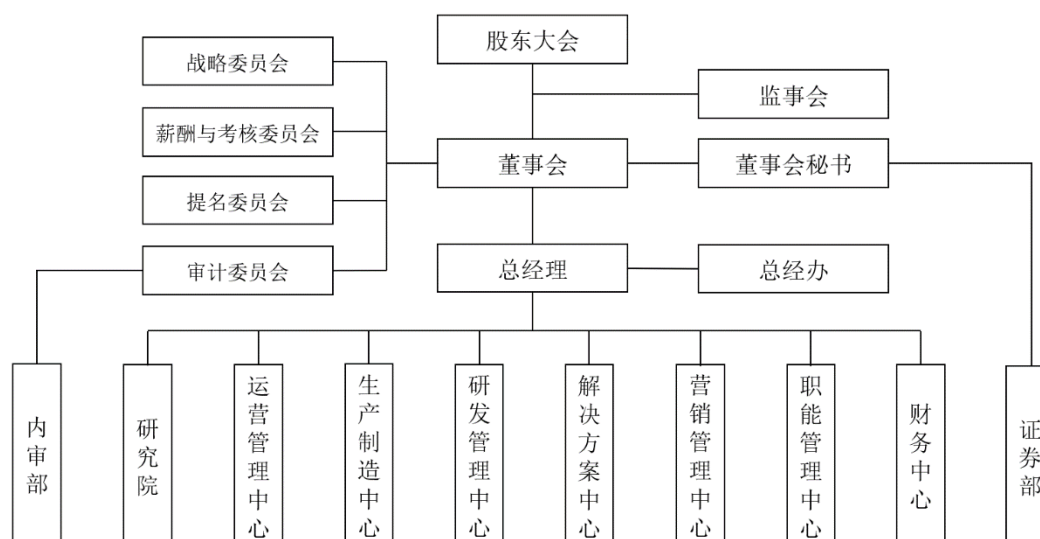 股东大会
战略委员会
监事会
薪酬与考核委员会
董事会
董事会秘书
提名委员会
审计委员会
总经理
总经办
内审部
研究院
运营管理中心
生产制造中心
研发管理中心
解决方案中心
营销管理中心
职能管理中心
财务中心
证券部